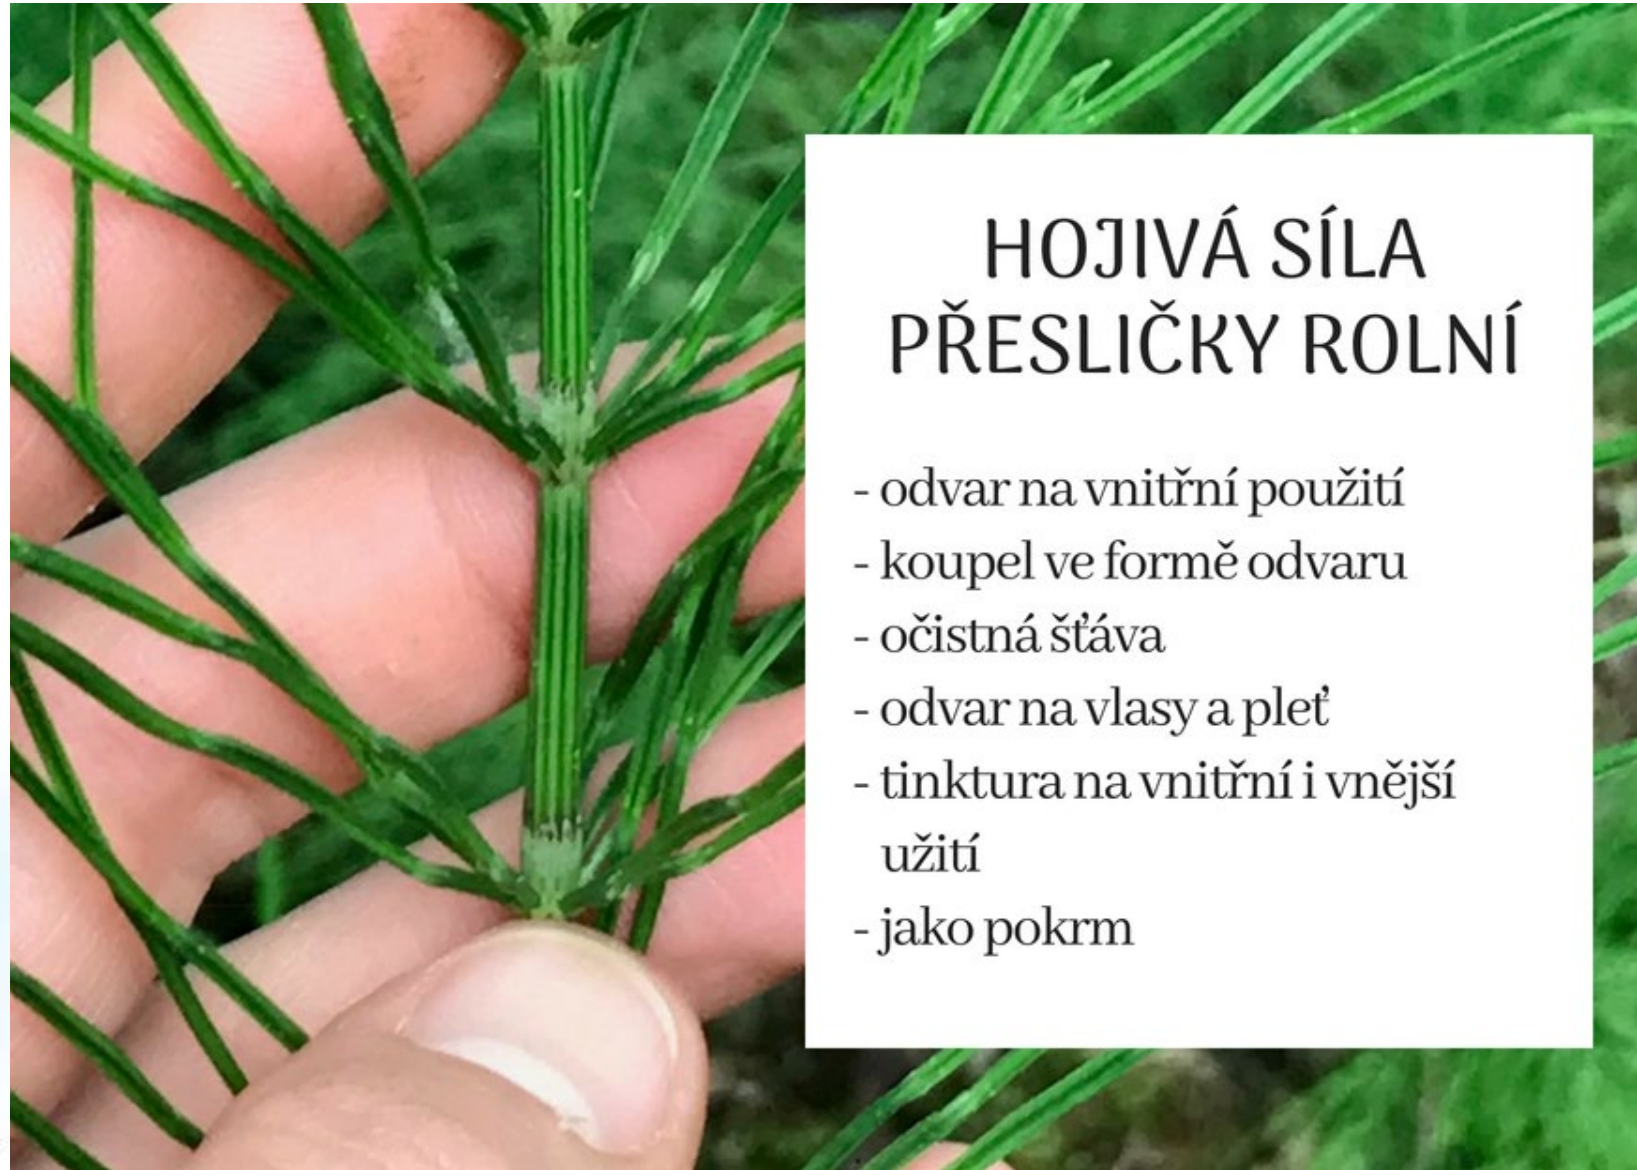 HOJIVÁ SÍLA
PŘESLIČKY ROLNÍ
- odvar na vnitřní použití
- koupel ve formě odvaru
- očistná šťáva
- odvar na vlasy a pleť
- tinktura na vnitřní i vnější
užití
- jako pokrm